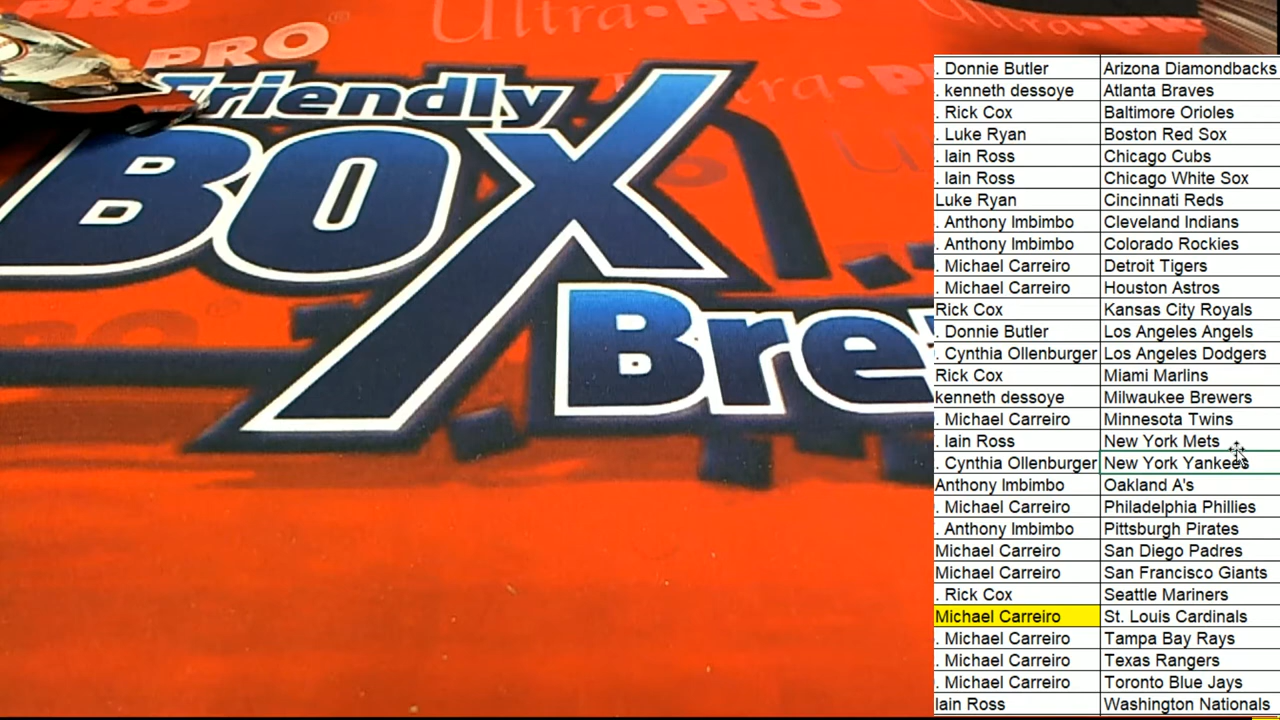 Ultra•PRO
PRO
Ultra•PRO
Friendly
BOX
Bre
. Donnie Butler Arizona Diamondbacks
. kenneth dessoye Atlanta Braves
. Rick Cox Baltimore Orioles
. Luke Ryan Boston Red Sox
. Iain Ross Chicago Cubs
. Iain Ross Chicago White Sox
Luke Ryan Cincinnati Reds
. Anthony Imbimbo Cleveland Indians
. Anthony Imbimbo Colorado Rockies
. Michael Carreiro Detroit Tigers
. Michael Carreiro Houston Astros
Rick Cox Kansas City Royals
. Donnie Butler Los Angeles Angels
. Cynthia Ollenburger Los Angeles Dodgers
Rick Cox Miami Marlins
kenneth dessoye Milwaukee Brewers
. Michael Carreiro Minnesota Twins
. Iain Ross New York Mets
. Cynthia Ollenburger New York Yankees
Anthony Imbimbo Oakland A's
. Michael Carreiro Philadelphia Phillies
. Anthony Imbimbo Pittsburgh Pirates
Michael Carreiro San Diego Padres
Michael Carreiro San Francisco Giants
. Rick Cox Seattle Mariners
Michael Carreiro St. Louis Cardinals
. Michael Carreiro Tampa Bay Rays
. Michael Carreiro Texas Rangers
. Michael Carreiro Toronto Blue Jays
Iain Ross Washington Nationals